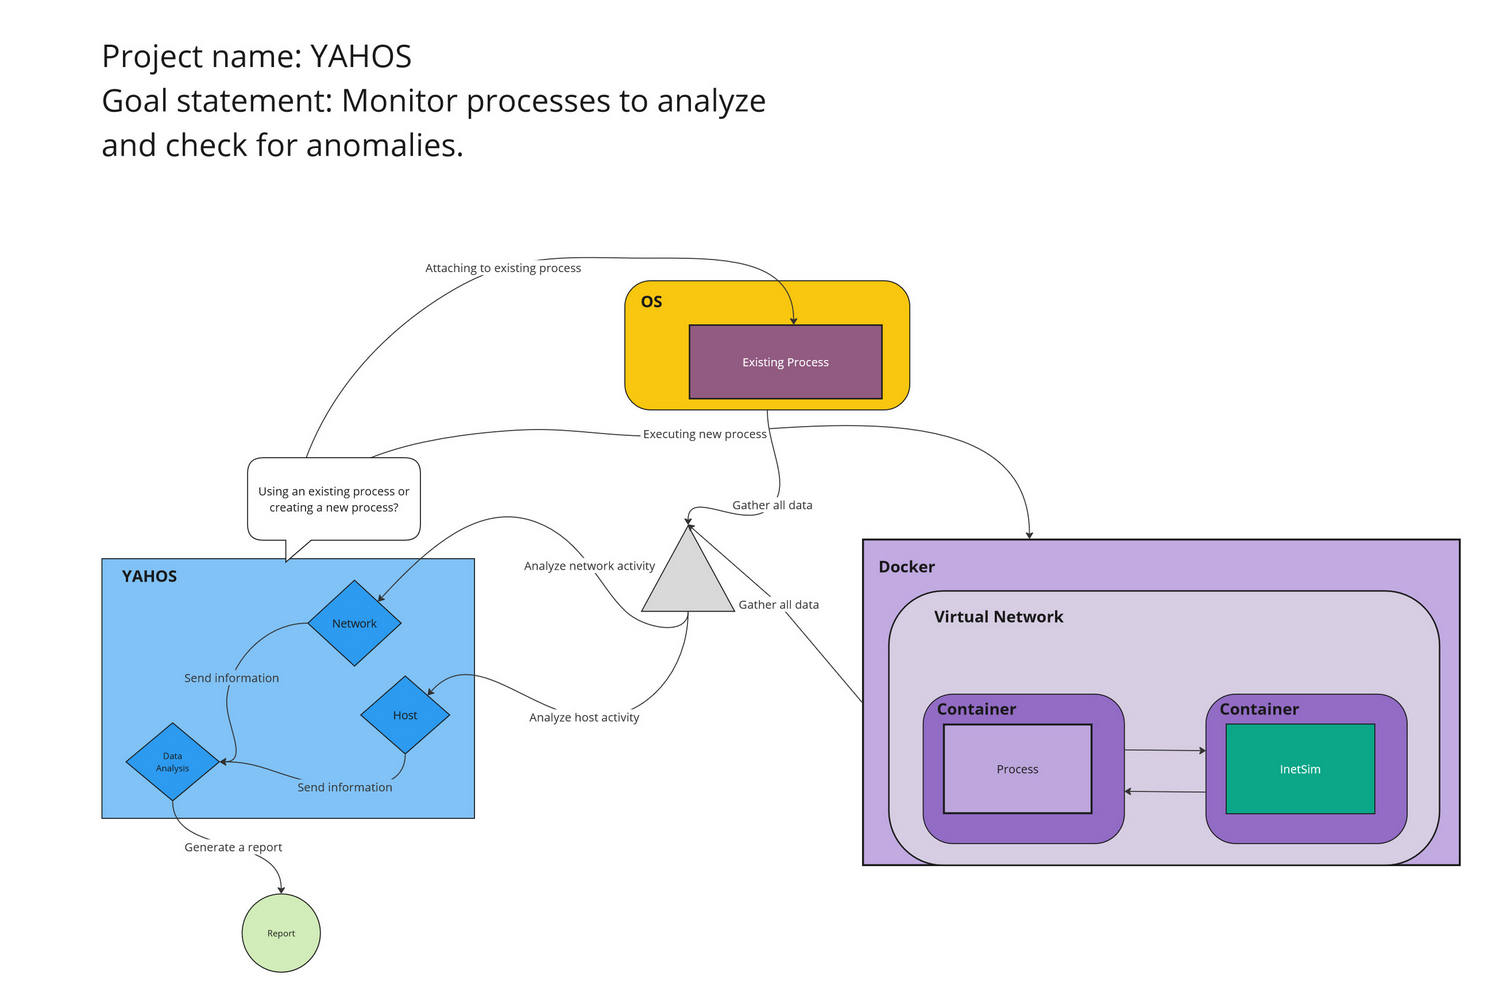 Project name: YAHOS
Goal statement: Monitor processes to analyze
and check for anomalies.
Attaching to existing process
OS
Existing Process
Executing new process
Using an existing process or
creating a new process?
Gather all data
Analyze network activity
YAHOS
Docker
Gather all data
Virtual Network
Network
Send information
Host
Analyze host activity
Container
Container
Data
Analysis
Process
InetSim
Send information
Generate a report
Report